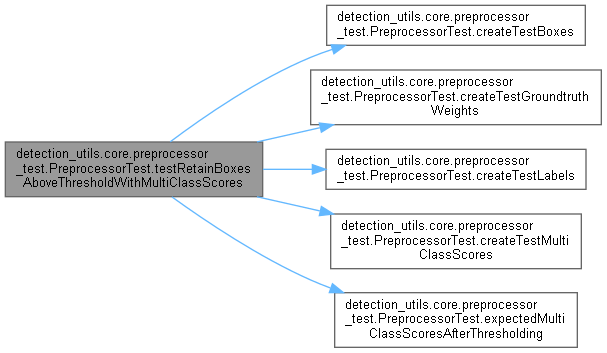 detection_utils.core.preprocessor
_test.PreprocessorTest.testRetainBoxes
AboveThresholdWithMultiClassScores
detection_utils.core.preprocessor
_test.PreprocessorTest.createTestBoxes
detection_utils.core.preprocessor
_test.PreprocessorTest.createTestGroundtruth
Weights
detection_utils.core.preprocessor
_test.PreprocessorTest.createTestLabels
detection_utils.core.preprocessor
_test.PreprocessorTest.createTestMulti
ClassScores
detection_utils.core.preprocessor
_test.PreprocessorTest.expectedMulti
ClassScoresAfterThresholding